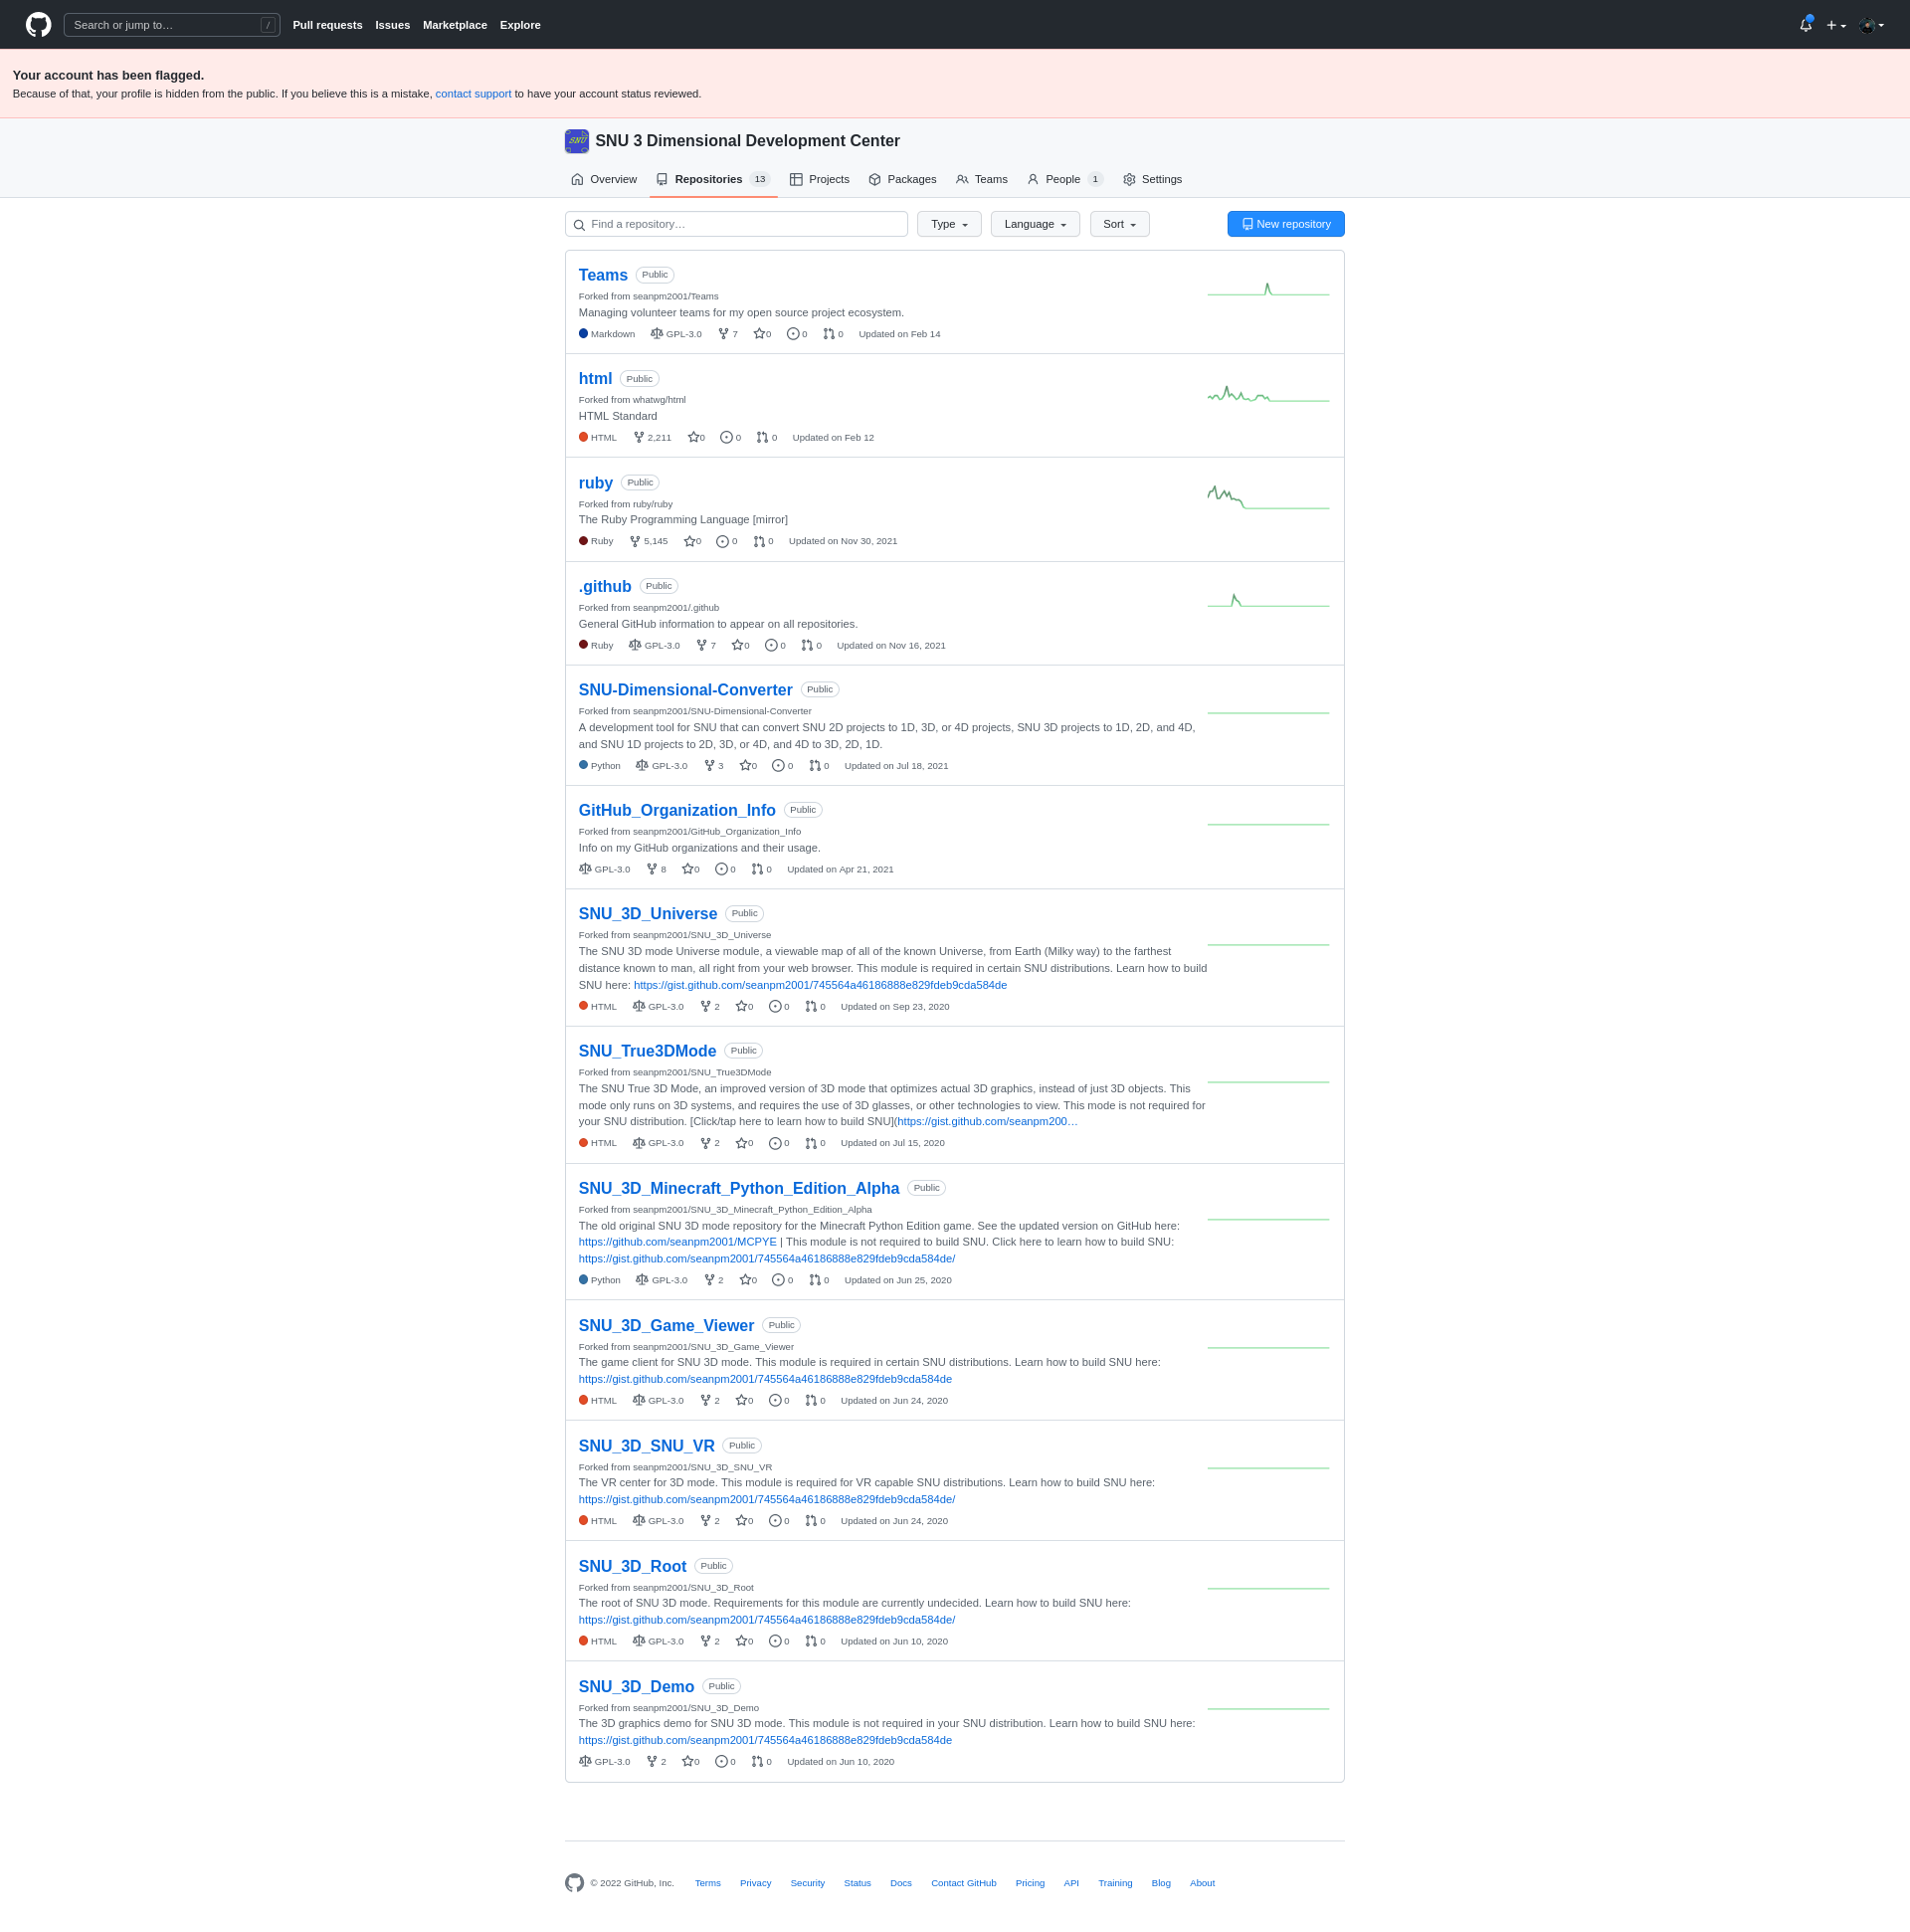 Search or jump to… / Pull requests Issues Marketplace Explore
Your account has been flagged.
Because of that, your profile is hidden from the public. If you believe this is a mistake, contact support to have your account status reviewed.
SNU
SNU 3 Dimensional Development Center
Overview Repositories 13 Projects Packages Teams People 1 Settings
Find a repository… Type Language Sort New repository
Teams Public
Forked from seanpm2001/Teams
Managing volunteer teams for my open source project ecosystem.
Markdown GPL-3.0 7 0 0 0 Updated on Feb 14
html Public
Forked from whatwg/html
HTML Standard
HTML 2,211 0 0 0 Updated on Feb 12
ruby Public
Forked from ruby/ruby
The Ruby Programming Language [mirror]
Ruby 5,145 0 0 0 Updated on Nov 30, 2021
.github Public
Forked from seanpm2001/.github
General GitHub information to appear on all repositories.
Ruby GPL-3.0 7 0 0 0 Updated on Nov 16, 2021
SNU-Dimensional-Converter Public
Forked from seanpm2001/SNU-Dimensional-Converter
A development tool for SNU that can convert SNU 2D projects to 1D, 3D, or 4D projects, SNU 3D projects to 1D, 2D, and 4D,
and SNU 1D projects to 2D, 3D, or 4D, and 4D to 3D, 2D, 1D.
Python GPL-3.0 3 0 0 0 Updated on Jul 18, 2021
GitHub_Organization_Info Public
Forked from seanpm2001/GitHub_Organization_Info
Info on my GitHub organizations and their usage.
GPL-3.0 8 0 0 0 Updated on Apr 21, 2021
SNU_3D_Universe Public
Forked from seanpm2001/SNU_3D_Universe
The SNU 3D mode Universe module, a viewable map of all of the known Universe, from Earth (Milky way) to the farthest
distance known to man, all right from your web browser. This module is required in certain SNU distributions. Learn how to build
SNU here: https://gist.github.com/seanpm2001/745564a46186888e829fdeb9cda584de
HTML GPL-3.0 2 0 0 0 Updated on Sep 23, 2020
SNU_True3DMode Public
Forked from seanpm2001/SNU_True3DMode
The SNU True 3D Mode, an improved version of 3D mode that optimizes actual 3D graphics, instead of just 3D objects. This
mode only runs on 3D systems, and requires the use of 3D glasses, or other technologies to view. This mode is not required for
your SNU distribution. [Click/tap here to learn how to build SNU](https://gist.github.com/seanpm200…
HTML GPL-3.0 2 0 0 0 Updated on Jul 15, 2020
SNU_3D_Minecraft_Python_Edition_Alpha Public
Forked from seanpm2001/SNU_3D_Minecraft_Python_Edition_Alpha
The old original SNU 3D mode repository for the Minecraft Python Edition game. See the updated version on GitHub here:
https://github.com/seanpm2001/MCPYE | This module is not required to build SNU. Click here to learn how to build SNU:
https://gist.github.com/seanpm2001/745564a46186888e829fdeb9cda584de/
Python GPL-3.0 2 0 0 0 Updated on Jun 25, 2020
SNU_3D_Game_Viewer Public
Forked from seanpm2001/SNU_3D_Game_Viewer
The game client for SNU 3D mode. This module is required in certain SNU distributions. Learn how to build SNU here:
https://gist.github.com/seanpm2001/745564a46186888e829fdeb9cda584de
HTML GPL-3.0 2 0 0 0 Updated on Jun 24, 2020
SNU_3D_SNU_VR Public
Forked from seanpm2001/SNU_3D_SNU_VR
The VR center for 3D mode. This module is required for VR capable SNU distributions. Learn how to build SNU here:
https://gist.github.com/seanpm2001/745564a46186888e829fdeb9cda584de/
HTML GPL-3.0 2 0 0 0 Updated on Jun 24, 2020
SNU_3D_Root Public
Forked from seanpm2001/SNU_3D_Root
The root of SNU 3D mode. Requirements for this module are currently undecided. Learn how to build SNU here:
https://gist.github.com/seanpm2001/745564a46186888e829fdeb9cda584de/
HTML GPL-3.0 2 0 0 0 Updated on Jun 10, 2020
SNU_3D_Demo Public
Forked from seanpm2001/SNU_3D_Demo
The 3D graphics demo for SNU 3D mode. This module is not required in your SNU distribution. Learn how to build SNU here:
https://gist.github.com/seanpm2001/745564a46186888e829fdeb9cda584de
GPL-3.0 2 0 0 0 Updated on Jun 10, 2020
© 2022 GitHub, Inc. Terms Privacy Security Status Docs Contact GitHub Pricing API Training Blog About